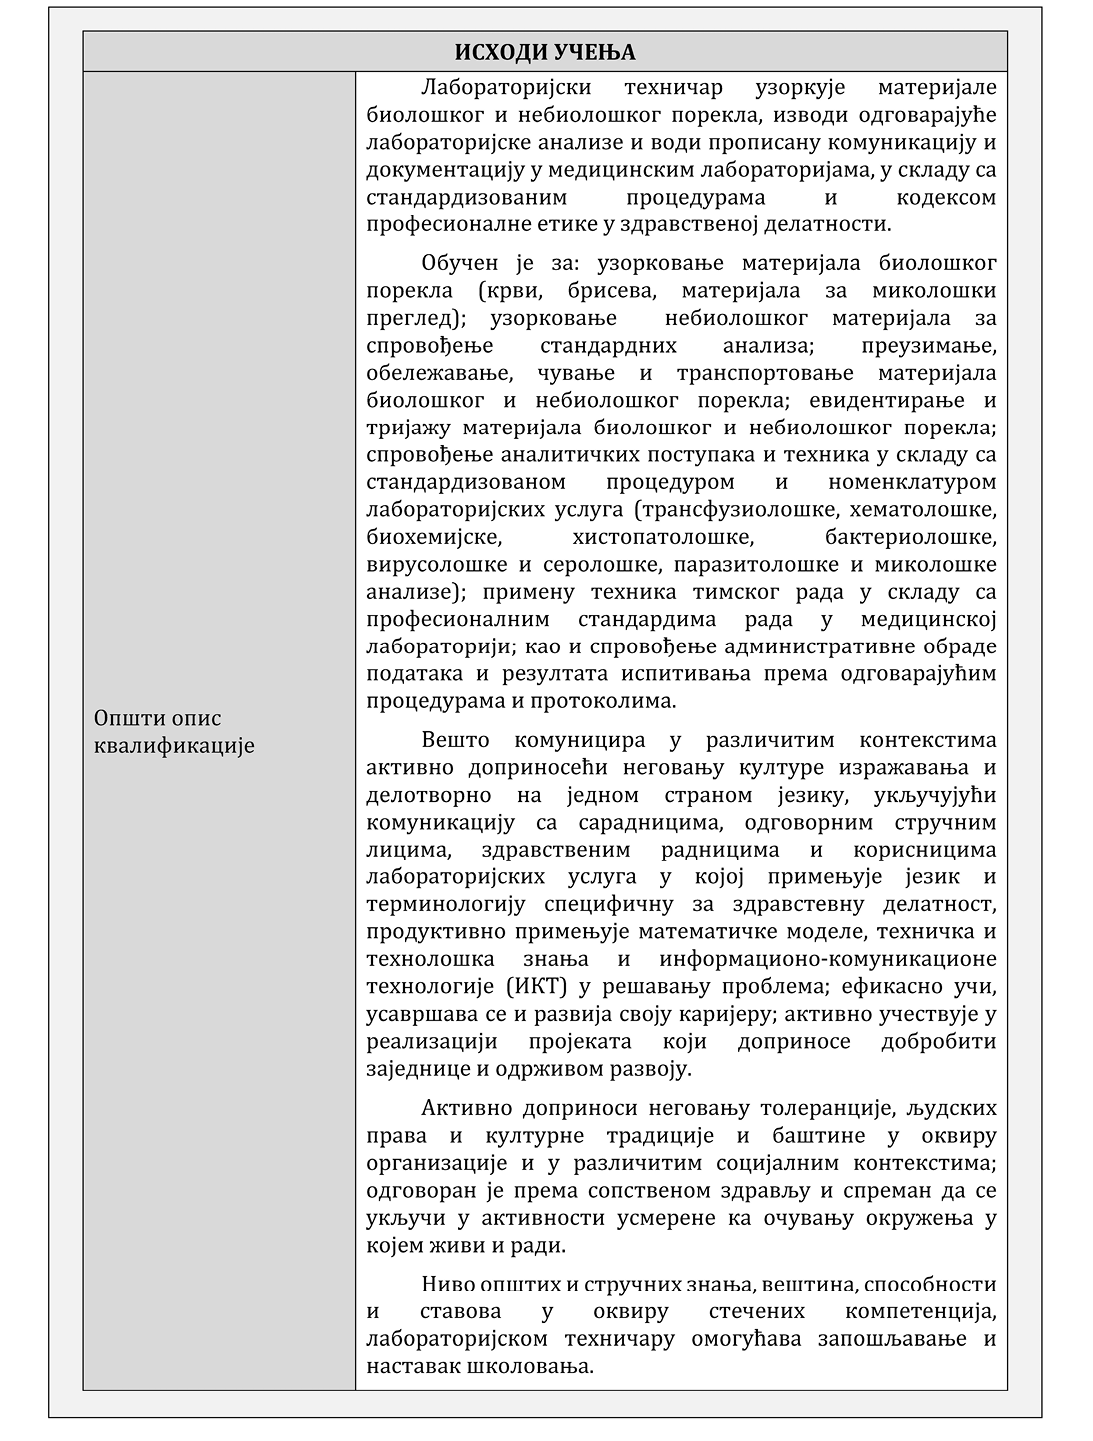 ИСХОДИ УЧЕЊА
Општи опис
квалификације
Лабораторијски техничар узоркује материјале
биолошког и небиолошког порекла, изводи одговарајуће
лабораторијске анализе и води прописану комуникацију и
документацију у медицинским лабораторијама, у складу са
стандардизованим процедурама и кодексом
професионалне етике у здравственој делатности.
Обучен је за: узорковање материјала биолошког
порекла (крви, брисева, материјала за миколошки
преглед); узорковање небиолошког материјала за
спровођење стандардних анализа; преузимање,
обележавање, чување и транспортовање материјала
биолошког и небиолошког порекла; евидентирање и
тријажу материјала биолошког и небиолошког порекла;
спровођење аналитичких поступака и техника у складу са
стандардизованом процедуром и номенклатуром
лабораторијских услуга (трансфузиолошке, хематолошке,
биохемијске, хистопатолошке, бактериолошке,
вирусолошке и серолошке, паразитолошке и миколошке
анализе); примену техника тимског рада у складу са
професионалним стандардима рада у медицинској
лабораторији; као и спровођење административне обраде
података и резултата испитивања према одговарајућим
процедурама и протоколима.
Вешто комуницира у различитим контекстима
активно доприносећи неговању културе изражавања и
делотворно на једном страном језику, укључујући
комуникацију са сарадницима, одговорним стручним
лицима, здравственим радницима и корисницима
лабораторијских услуга у којој примењује језик и
терминологију специфичну за здравстевну делатност,
продуктивно примењује математичке моделе, техничка и
технолошка знања и информационо-комуникационе
технологије (ИКТ) у решавању проблема; ефикасно учи,
усавршава се и развија своју каријеру; активно учествује у
реализацији пројеката који доприносе добробити
заједнице и одрживом развоју.
Активно доприноси неговању толеранције, људских
права и културне традиције и баштине у оквиру
организације и у различитим социјалним контекстима;
одговоран је према сопственом здрављу и спреман да се
укључи у активности усмерене ка очувању окружења у
којем живи и ради.
Ниво општих и стручних знања, вештина, способности
и ставова у оквиру стечених компетенција,
лабораторијском техничару омогућава запошљавање и
наставак школовања.